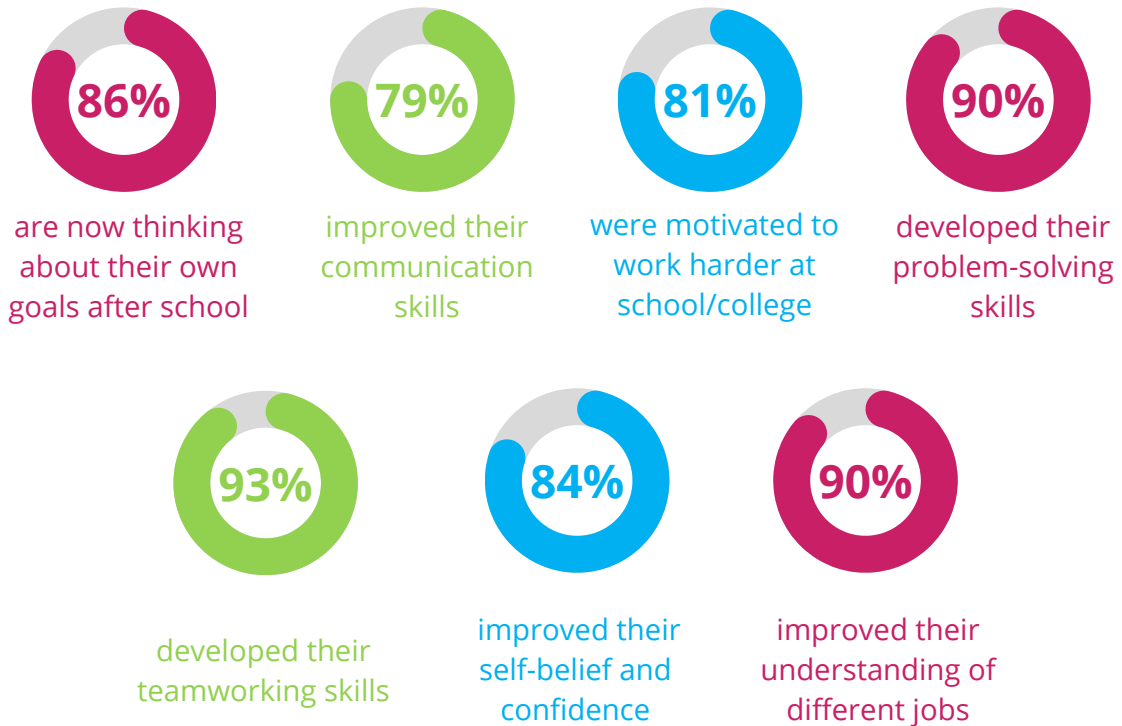 86%
79%
81%
90%
are now thinking
about their own
goals after school
improved their
communication
skills
were motivated to
work harder at
school/college
developed their
problem-solving
skills
93%
84%
90%
developed their
teamworking skills
improved their
self-belief and
confidence
improved their
understanding of
different jobs